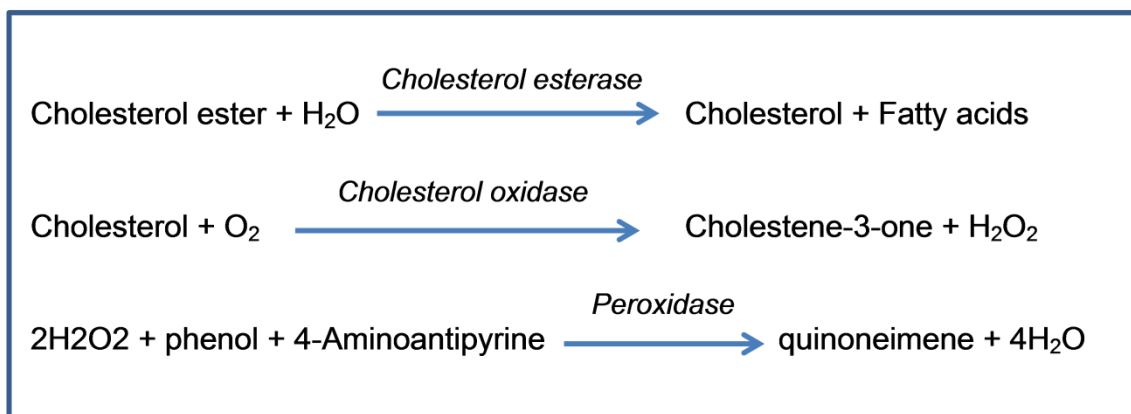 Cholesterol esterase
Cholesterol ester + H₂O Cholesterol + Fatty acids
Cholesterol oxidase
Cholesterol + O₂ Cholestene-3-one + H₂O₂
Peroxidase
2H2O2 + phenol + 4-Aminoantipyrine quinoneimene + 4H₂O